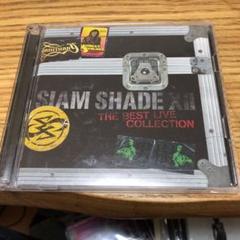 SIAM SHADE XII
THE BEST LIVE
COLLECTION